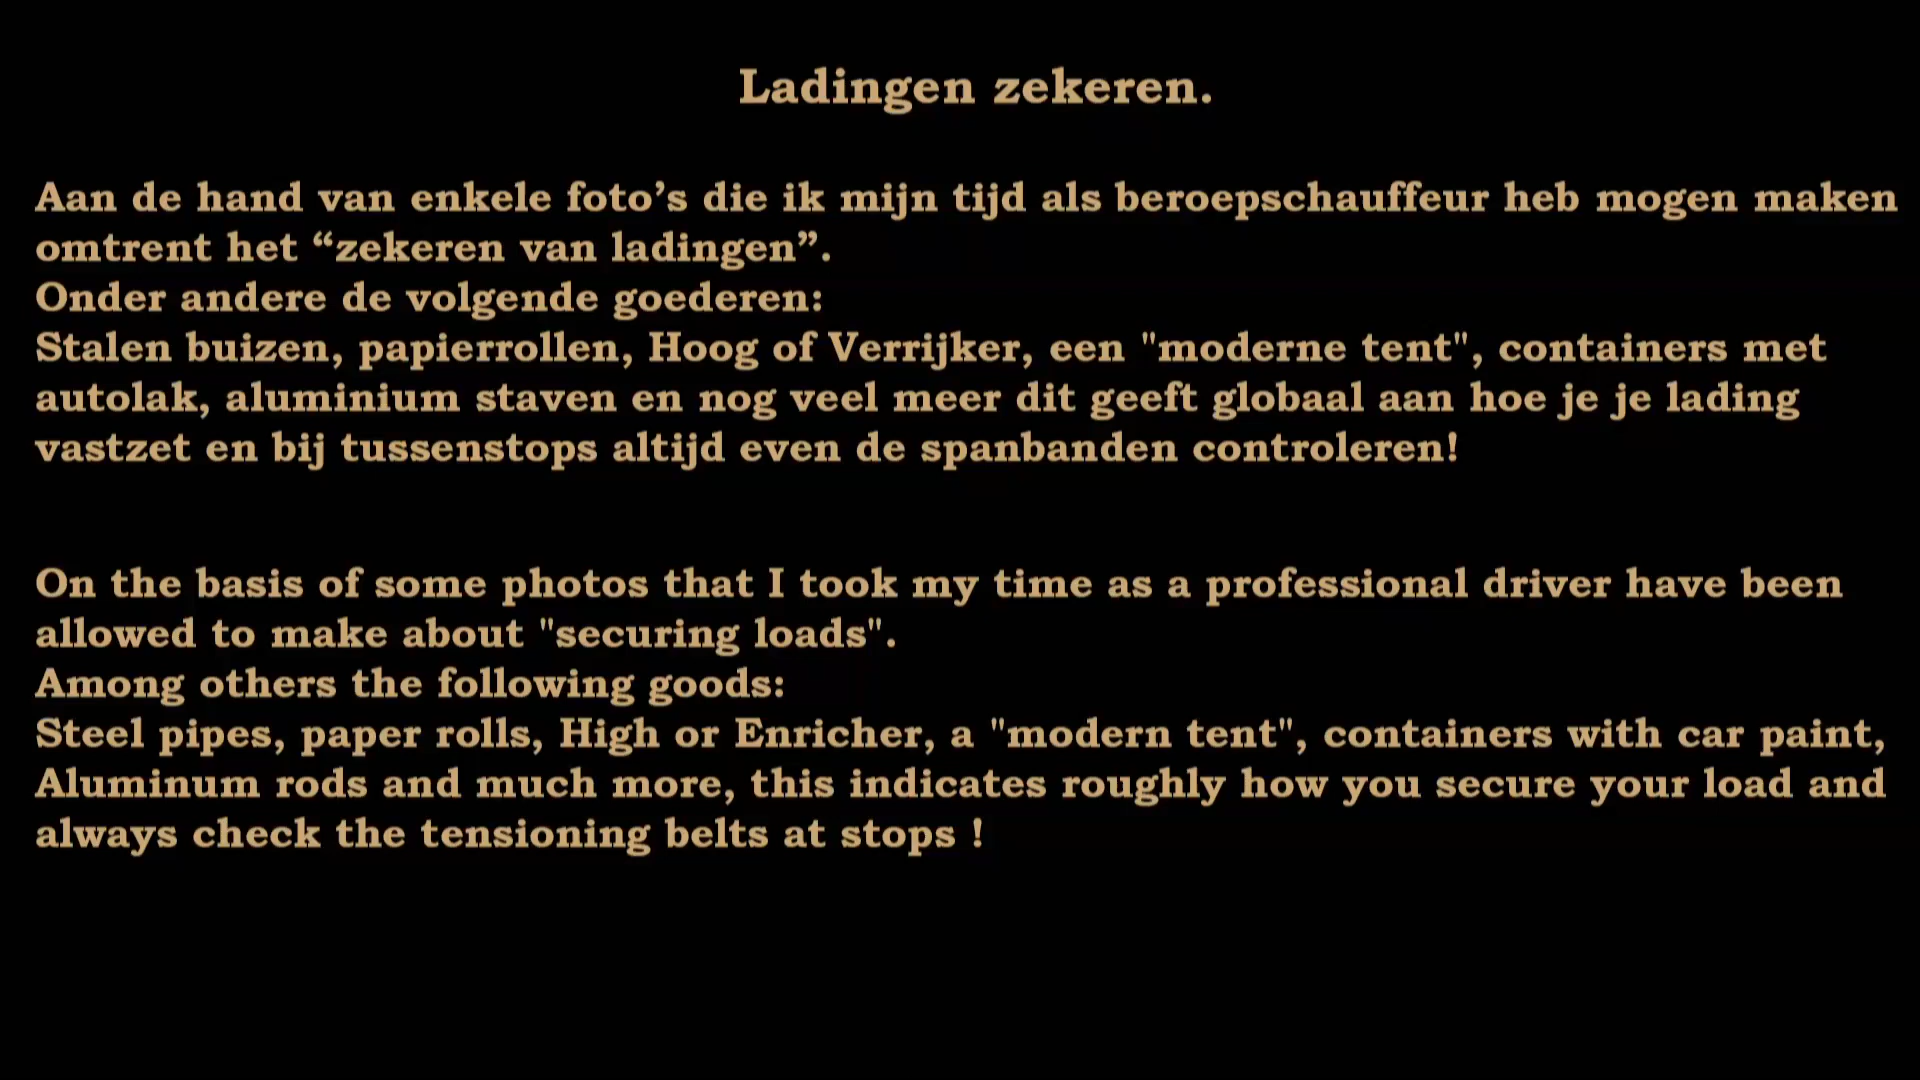 Ladingen zekeren.
Aan de hand van enkele foto’s die ik mijn tijd als beroepschauffeur heb mogen maken
omtrent het “zekeren van ladingen”.
Onder andere de volgende goederen:
Stalen buizen, papierrollen, Hoog of Verrijker, een "moderne tent", containers met
autolak, aluminium staven en nog veel meer dit geeft globaal aan hoe je je lading
vastzet en bij tussenstops altijd even de spanbanden controleren!
On the basis of some photos that I took my time as a professional driver have been
allowed to make about "securing loads".
Among others the following goods:
Steel pipes, paper rolls, High or Enricher, a "modern tent", containers with car paint,
Aluminum rods and much more, this indicates roughly how you secure your load and
always check the tensioning belts at stops !